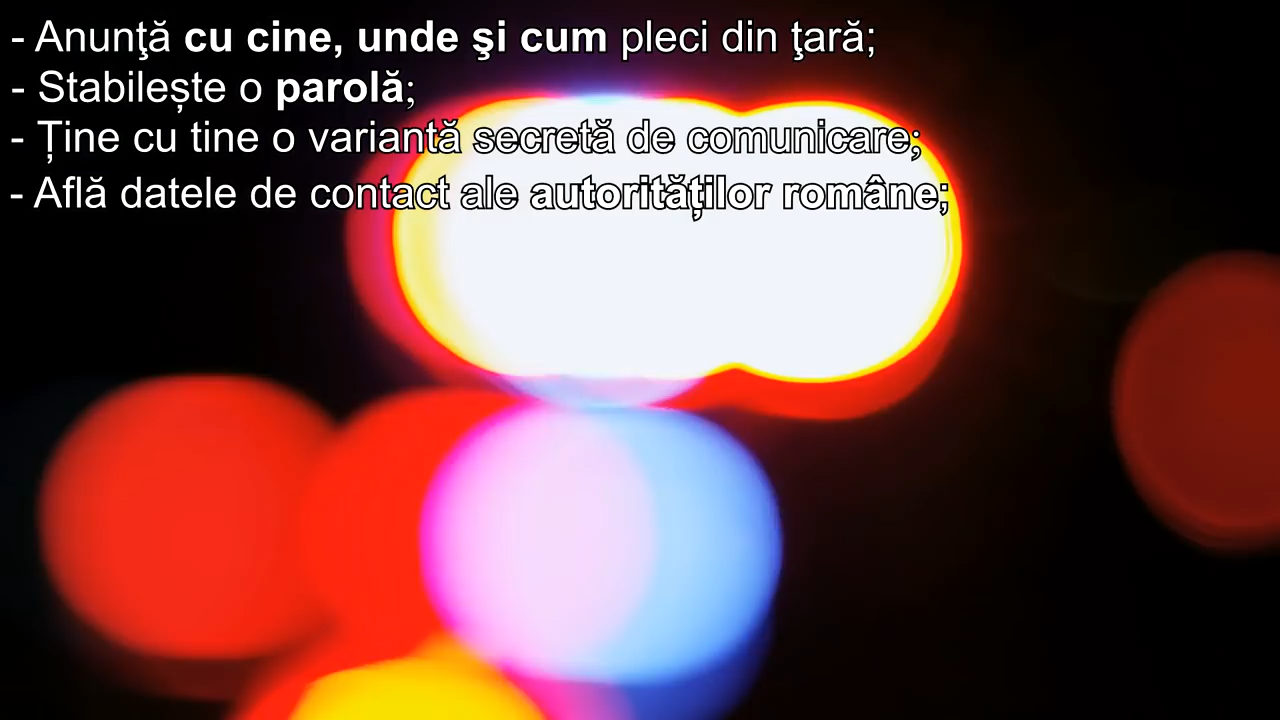 - Anunţă cu cine, unde şi cum pleci din ţară;
- Stabilește o parolă;
- Ține cu tine o variantă secretă de comunicare;
- Află datele de contact ale autorităților române;